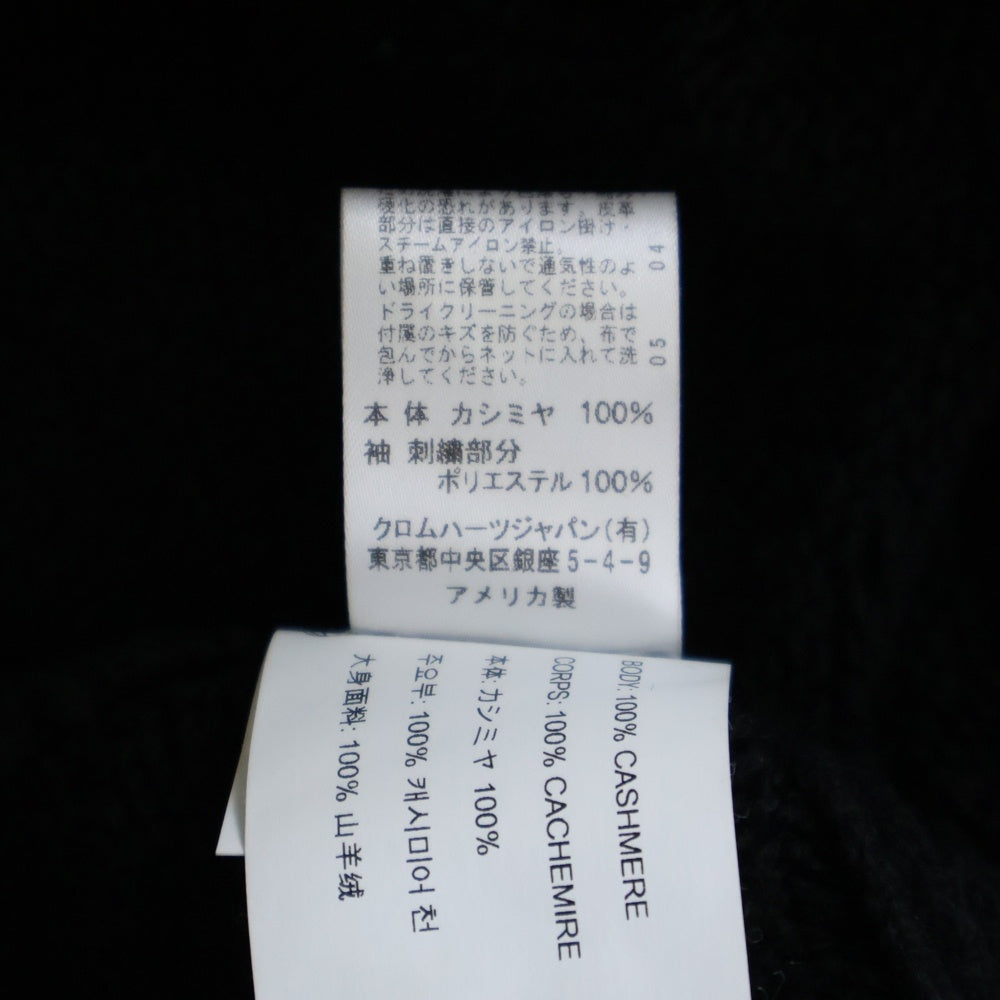 硬化の恐れがあります。皮革
部分は直接のアイロン掛け・
スチームアイロン禁止。
重ね置きしないで通気性のよ
い場所に保管してください。
ドライクリーニングの場合は
付属のキズを防ぐため、布で
包んでからネットに入れて洗
浄してください。
04
05
本体 カシミヤ 100%
袖 刺繍部分
ポリエステル 100%
クロムハーツジャパン(有)
東京都中央区銀座5-4-9
アメリカ製
BODY: 100% CASHMERE
CORPS: 100% CACHEMIRE
本体: カシミヤ 100%
주요부: 100% 캐시미어 천
大身面料: 100% 山羊绒